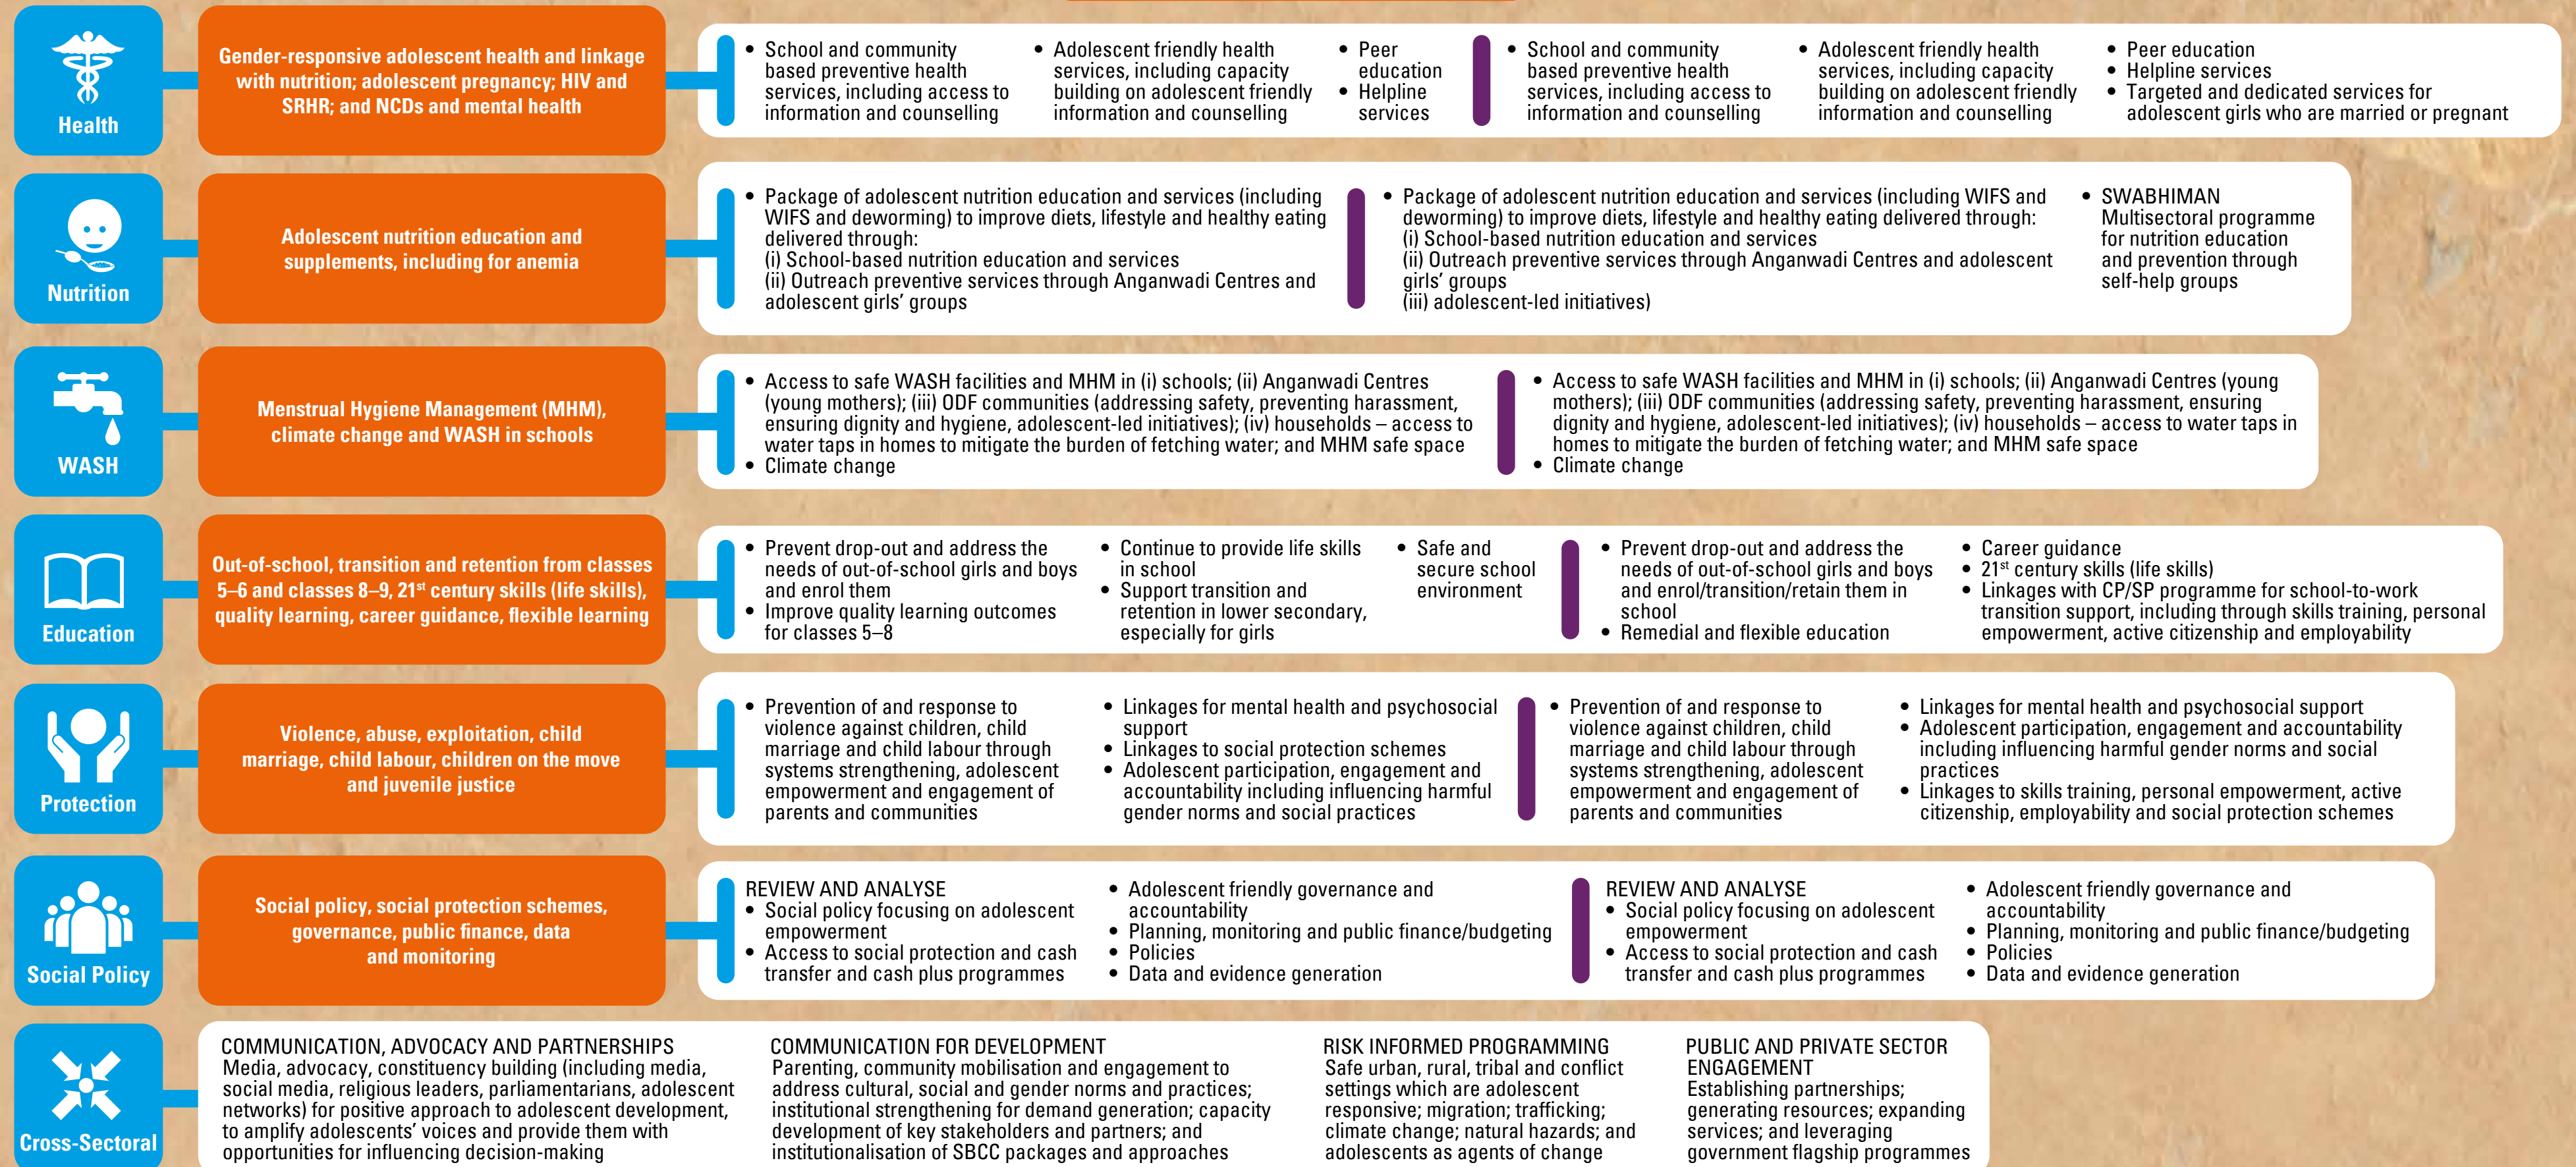 Health
Gender-responsive adolescent health and linkage
with nutrition; adolescent pregnancy; HIV and
SRHR; and NCDs and mental health
• School and community
based preventive health
services, including access to
information and counselling
• Adolescent friendly health
services, including capacity
building on adolescent friendly
information and counselling
• Peer
education
• Helpline
services
• School and community
based preventive health
services, including access to
information and counselling
• Adolescent friendly health
services, including capacity
building on adolescent friendly
information and counselling
• Peer education
• Helpline services
• Targeted and dedicated services for
adolescent girls who are married or pregnant
Nutrition
Adolescent nutrition education and
supplements, including for anemia
• Package of adolescent nutrition education and services (including
WIFS and deworming) to improve diets, lifestyle and healthy eating
delivered through:
(i) School-based nutrition education and services
(ii) Outreach preventive services through Anganwadi Centres and
adolescent girls’ groups
• Package of adolescent nutrition education and services (including WIFS and
deworming) to improve diets, lifestyle and healthy eating delivered through:
(i) School-based nutrition education and services
(ii) Outreach preventive services through Anganwadi Centres and adolescent
girls’ groups
(iii) adolescent-led initiatives)
• SWABHIMAN
Multisectoral programme
for nutrition education
and prevention through
self-help groups
WASH
Menstrual Hygiene Management (MHM),
climate change and WASH in schools
• Access to safe WASH facilities and MHM in (i) schools; (ii) Anganwadi Centres
(young mothers); (iii) ODF communities (addressing safety, preventing harassment,
ensuring dignity and hygiene, adolescent-led initiatives); (iv) households – access to
water taps in homes to mitigate the burden of fetching water; and MHM safe space
• Climate change
• Access to safe WASH facilities and MHM in (i) schools; (ii) Anganwadi Centres (young
mothers); (iii) ODF communities (addressing safety, preventing harassment, ensuring
dignity and hygiene, adolescent-led initiatives); (iv) households – access to water taps in
homes to mitigate the burden of fetching water; and MHM safe space
• Climate change
Education
Out-of-school, transition and retention from classes
5–6 and classes 8–9, 21st century skills (life skills),
quality learning, career guidance, flexible learning
• Prevent drop-out and address the
needs of out-of-school girls and boys
and enrol them
• Improve quality learning outcomes
for classes 5–8
• Continue to provide life skills
in school
• Support transition and
retention in lower secondary,
especially for girls
• Safe and
secure school
environment
• Prevent drop-out and address the
needs of out-of-school girls and boys
and enrol/transition/retain them in
school
• Remedial and flexible education
• Career guidance
• 21st century skills (life skills)
• Linkages with CP/SP programme for school-to-work
transition support, including through skills training, personal
empowerment, active citizenship and employability
Protection
Violence, abuse, exploitation, child
marriage, child labour, children on the move
and juvenile justice
• Prevention of and response to
violence against children, child
marriage and child labour through
systems strengthening, adolescent
empowerment and engagement of
parents and communities
• Linkages for mental health and psychosocial
support
• Linkages to social protection schemes
• Adolescent participation, engagement and
accountability including influencing harmful
gender norms and social practices
• Prevention of and response to
violence against children, child
marriage and child labour through
systems strengthening, adolescent
empowerment and engagement of
parents and communities
• Linkages for mental health and psychosocial support
• Adolescent participation, engagement and accountability
including influencing harmful gender norms and social
practices
• Linkages to skills training, personal empowerment, active
citizenship, employability and social protection schemes
Social Policy
Social policy, social protection schemes,
governance, public finance, data
and monitoring
REVIEW AND ANALYSE
• Social policy focusing on adolescent
empowerment
• Access to social protection and cash
transfer and cash plus programmes
• Adolescent friendly governance and
accountability
• Planning, monitoring and public finance/budgeting
• Policies
• Data and evidence generation
REVIEW AND ANALYSE
• Social policy focusing on adolescent
empowerment
• Access to social protection and cash
transfer and cash plus programmes
• Adolescent friendly governance and
accountability
• Planning, monitoring and public finance/budgeting
• Policies
• Data and evidence generation
Cross-Sectoral
COMMUNICATION, ADVOCACY AND PARTNERSHIPS
Media, advocacy, constituency building (including media,
social media, religious leaders, parliamentarians, adolescent
networks) for positive approach to adolescent development,
to amplify adolescents’ voices and provide them with
opportunities for influencing decision-making
COMMUNICATION FOR DEVELOPMENT
Parenting, community mobilisation and engagement to
address cultural, social and gender norms and practices;
institutional strengthening for demand generation; capacity
development of key stakeholders and partners; and
institutionalisation of SBCC packages and approaches
RISK INFORMED PROGRAMMING
Safe urban, rural, tribal and conflict
settings which are adolescent
responsive; migration; trafficking;
climate change; natural hazards; and
adolescents as agents of change
PUBLIC AND PRIVATE SECTOR
ENGAGEMENT
Establishing partnerships;
generating resources; expanding
services; and leveraging
government flagship programmes